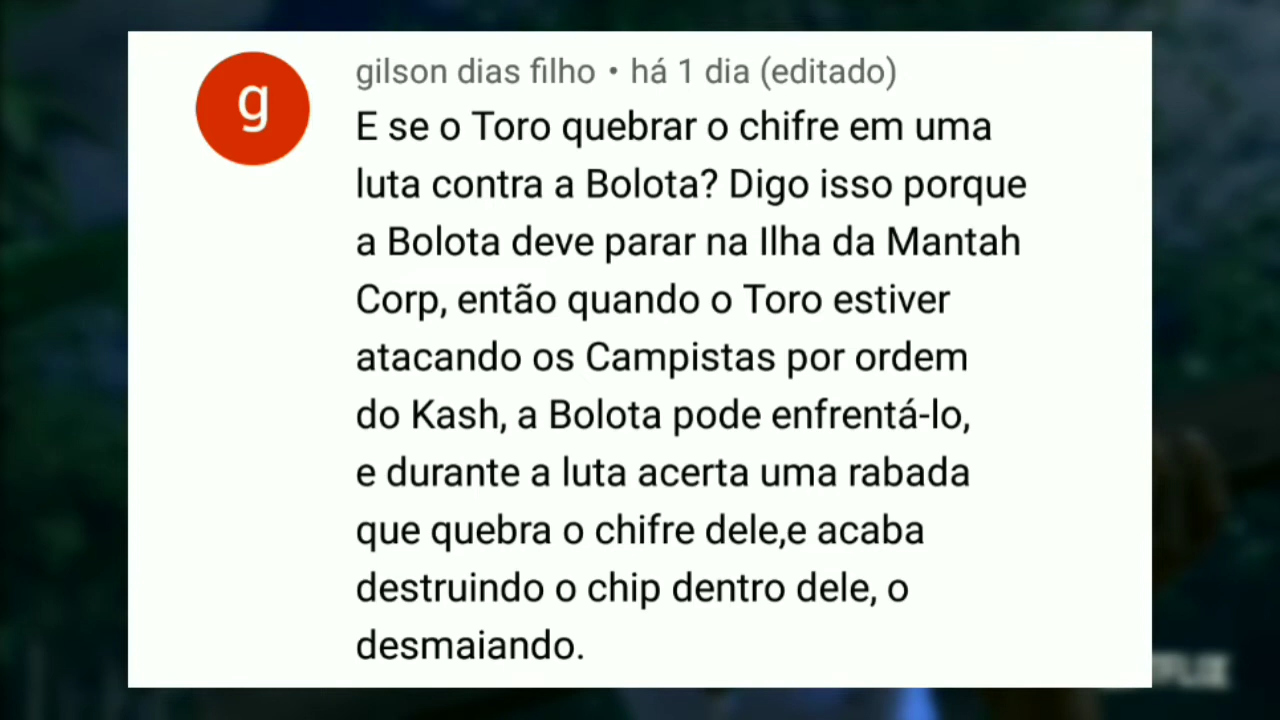 g
gilson dias filho • há 1 dia (editado)
E se o Toro quebrar o chifre em uma
luta contra a Bolota? Digo isso porque
a Bolota deve parar na Ilha da Mantah
Corp, então quando o Toro estiver
atacando os Campistas por ordem
do Kash, a Bolota pode enfrentá-lo,
e durante a luta acerta uma rabada
que quebra o chifre dele,e acaba
destruindo o chip dentro dele, o
desmaiando.